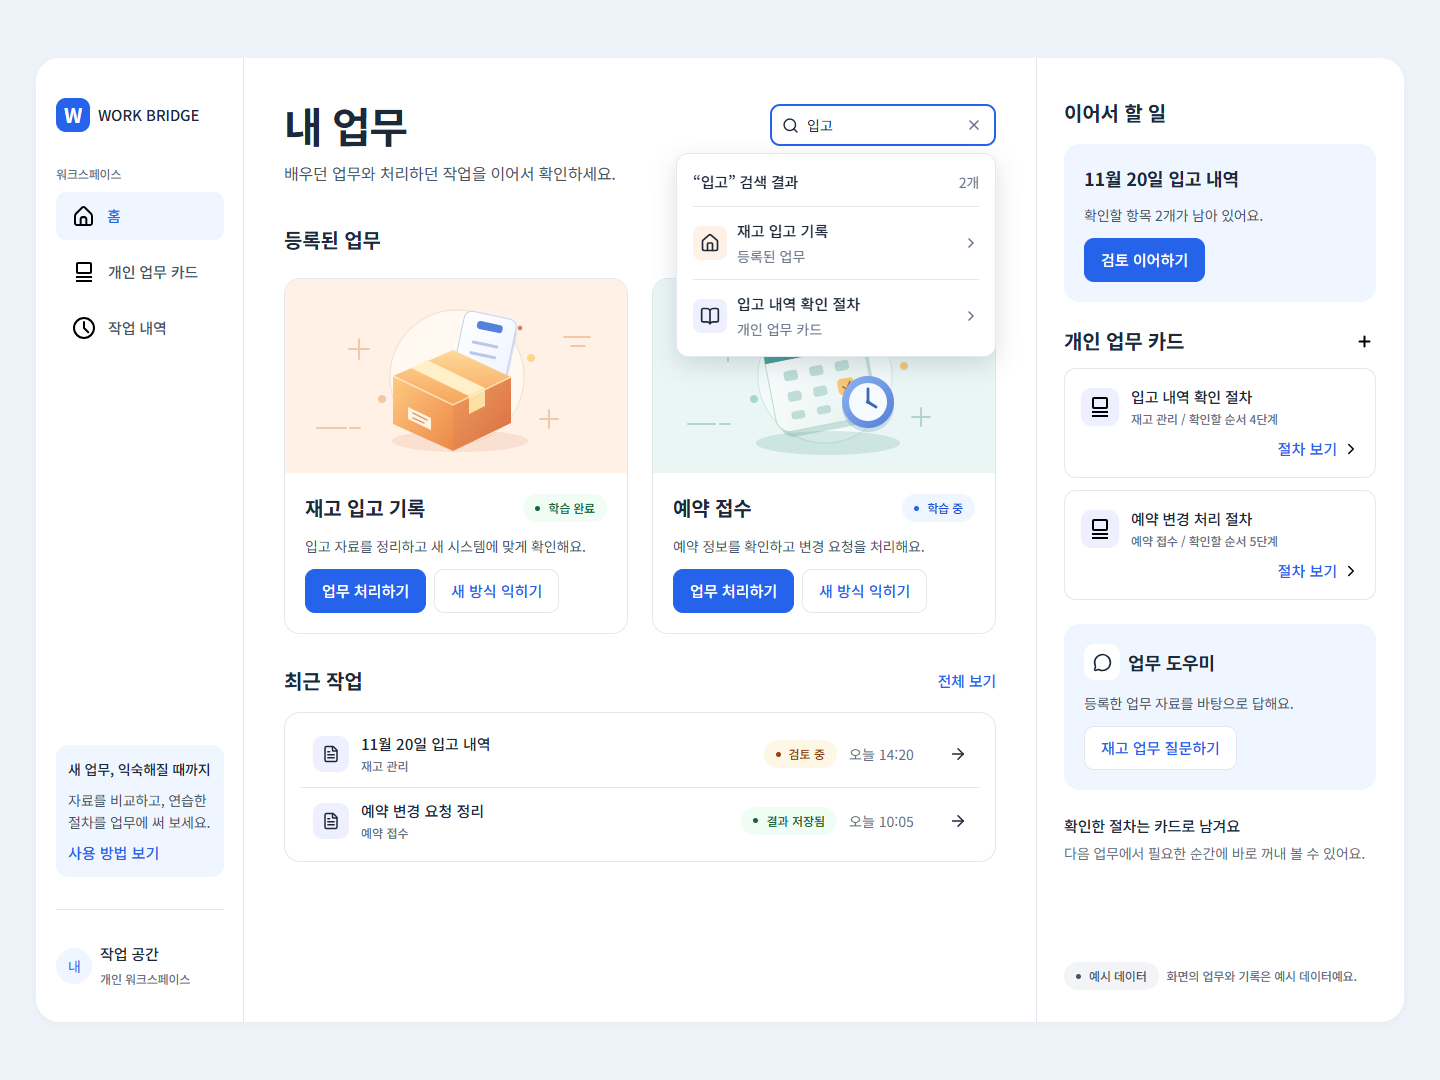 W WORK BRIDGE
워크스페이스
홈
개인 업무 카드
작업 내역
새 업무, 익숙해질 때까지
자료를 비교하고, 연습한
절차를 업무에 써 보세요.
사용 방법 보기
내
작업 공간
개인 워크스페이스
내 업무
배우던 업무와 처리하던 작업을 이어서 확인하세요.
입고
“입고” 검색 결과 2개
재고 입고 기록
등록된 업무
입고 내역 확인 절차
개인 업무 카드
등록된 업무
재고 입고 기록 학습 완료
입고 자료를 정리하고 새 시스템에 맞게 확인해요.
업무 처리하기 새 방식 익히기
예약 접수 학습 중
예약 정보를 확인하고 변경 요청을 처리해요.
업무 처리하기 새 방식 익히기
최근 작업 전체 보기
11월 20일 입고 내역
재고 관리
검토 중 오늘 14:20
예약 변경 요청 정리
예약 접수
결과 저장됨 오늘 10:05
이어서 할 일
11월 20일 입고 내역
확인할 항목 2개가 남아 있어요.
검토 이어하기
개인 업무 카드
입고 내역 확인 절차
재고 관리 / 확인할 순서 4단계
절차 보기
예약 변경 처리 절차
예약 접수 / 확인할 순서 5단계
절차 보기
업무 도우미
등록한 업무 자료를 바탕으로 답해요.
재고 업무 질문하기
확인한 절차는 카드로 남겨요
다음 업무에서 필요한 순간에 바로 꺼내 볼 수 있어요.
예시 데이터 화면의 업무와 기록은 예시 데이터예요.